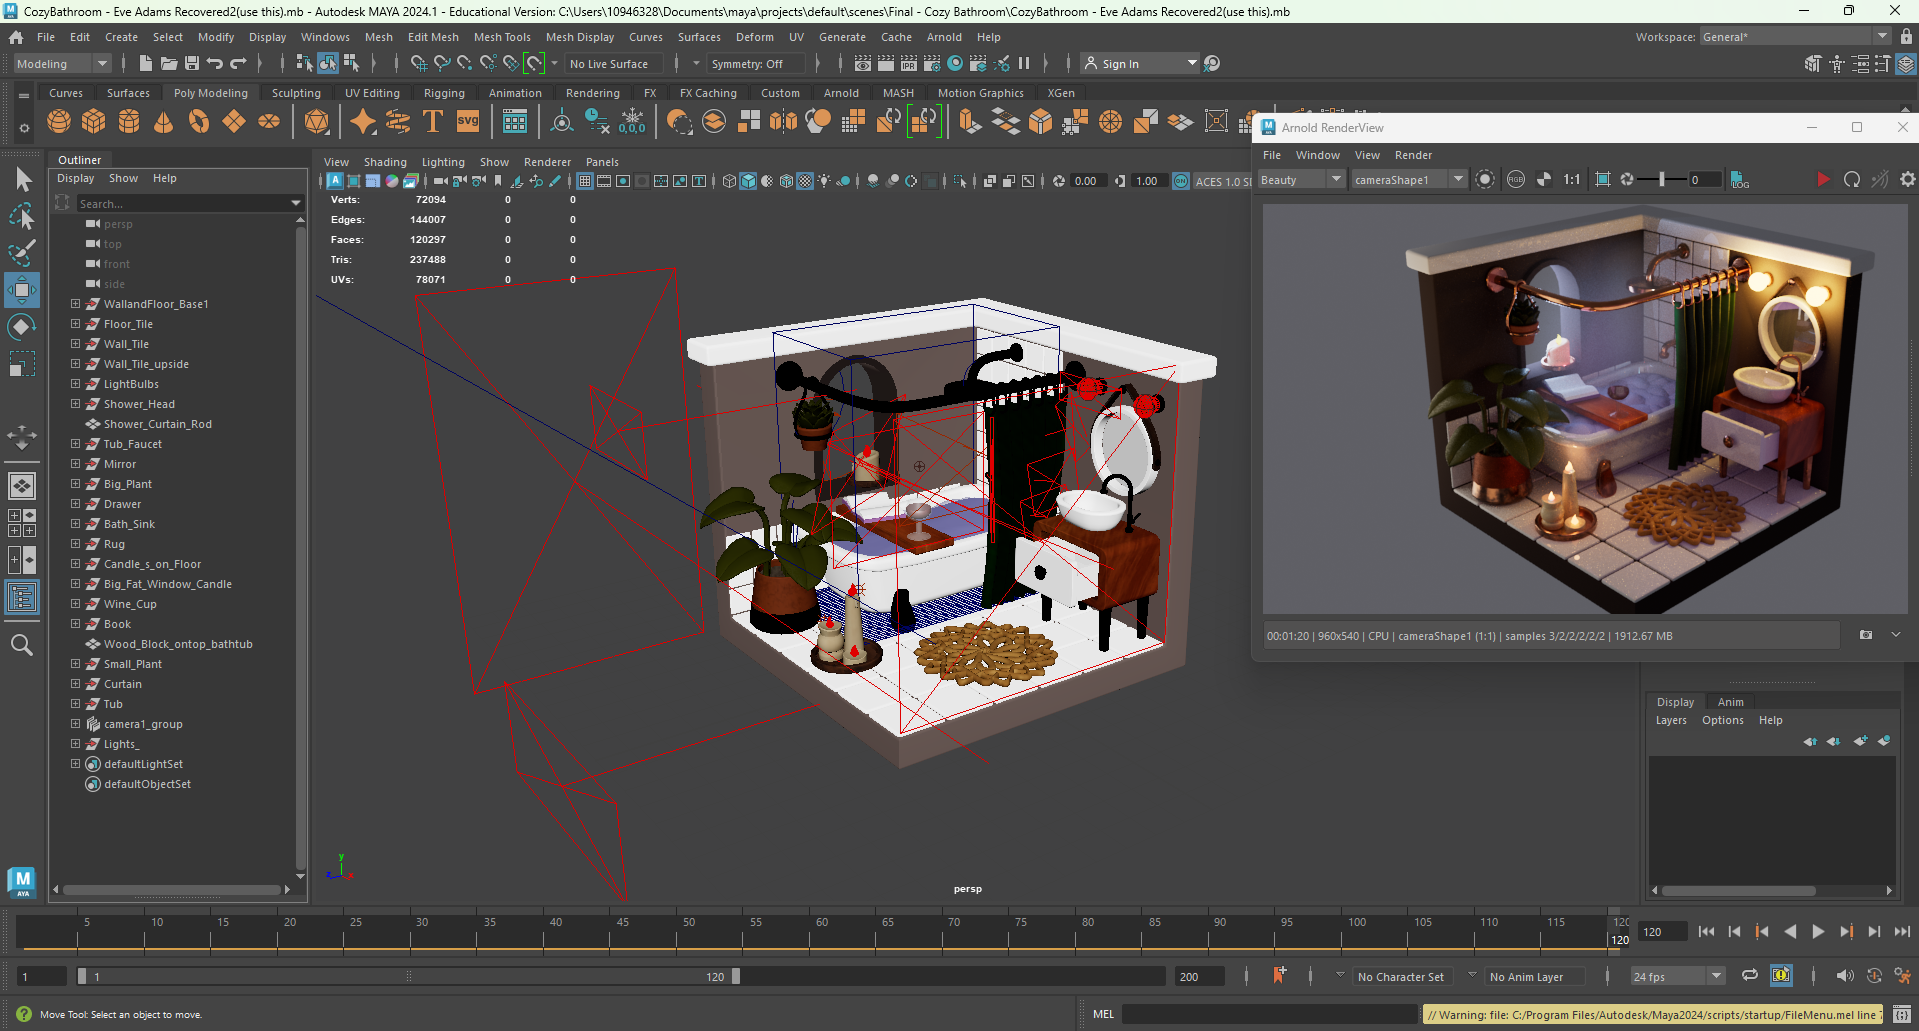 CozyBathroom - Eve Adams Recovered2(use this).mb - Autodesk MAYA 2024.1 - Educational Version: C:\Users\10946328\Documents\maya\projects\default\scenes\Final - Cozy Bathroom\CozyBathroom - Eve Adams Recovered2(use this).mb
File Edit Create Select Modify Display Windows Mesh Edit Mesh Mesh Tools Mesh Display Curves Surfaces Deform UV Generate Cache Arnold Help Workspace: General*
Modeling No Live Surface Symmetry: Off IPR Sign In
Curves Surfaces Poly Modeling Sculpting UV Editing Rigging Animation Rendering FX FX Caching Custom Arnold MASH Motion Graphics XGen
T svg 0,0,0
Arnold RenderView
File Window View Render
Beauty cameraShape1 RGB 1:1 0 LOG
Outliner
Display Show Help
Search...
persp
top
front
side
WallandFloor_Base1
Floor_Tile
Wall_Tile
Wall_Tile_upside
LightBulbs
Shower_Head
Shower_Curtain_Rod
Tub_Faucet
Mirror
Big_Plant
Drawer
Bath_Sink
Rug
Candle_s_on_Floor
Big_Fat_Window_Candle
Wine_Cup
Book
Wood_Block_ontop_bathtub
Small_Plant
Curtain
Tub
camera1_group
Lights_
defaultLightSet
defaultObjectSet
View Shading Lighting Show Renderer Panels
0.00 1.00 ON ACES 1.0
Verts: 72094 0 0
Edges: 144007 0 0
Faces: 120297 0 0
Tris: 237488 0 0
UVs: 78071 0 0
y
z x
persp
00:01:20 | 960x540 | CPU | cameraShape1 (1:1) | samples 3/2/2/2/2/2 | 1912.67 MB
Display Anim
Layers Options Help
M
AYA
5 10 15 20 25 30 35 40 45 50 55 60 65 70 75 80 85 90 95 100 105 110 115 120
120 120
1 1 120 200 No Character Set No Anim Layer 24 fps
Move Tool: Select an object to move. MEL // Warning: file: C:/Program Files/Autodesk/Maya2024/scripts/startup/FileMenu.mel line